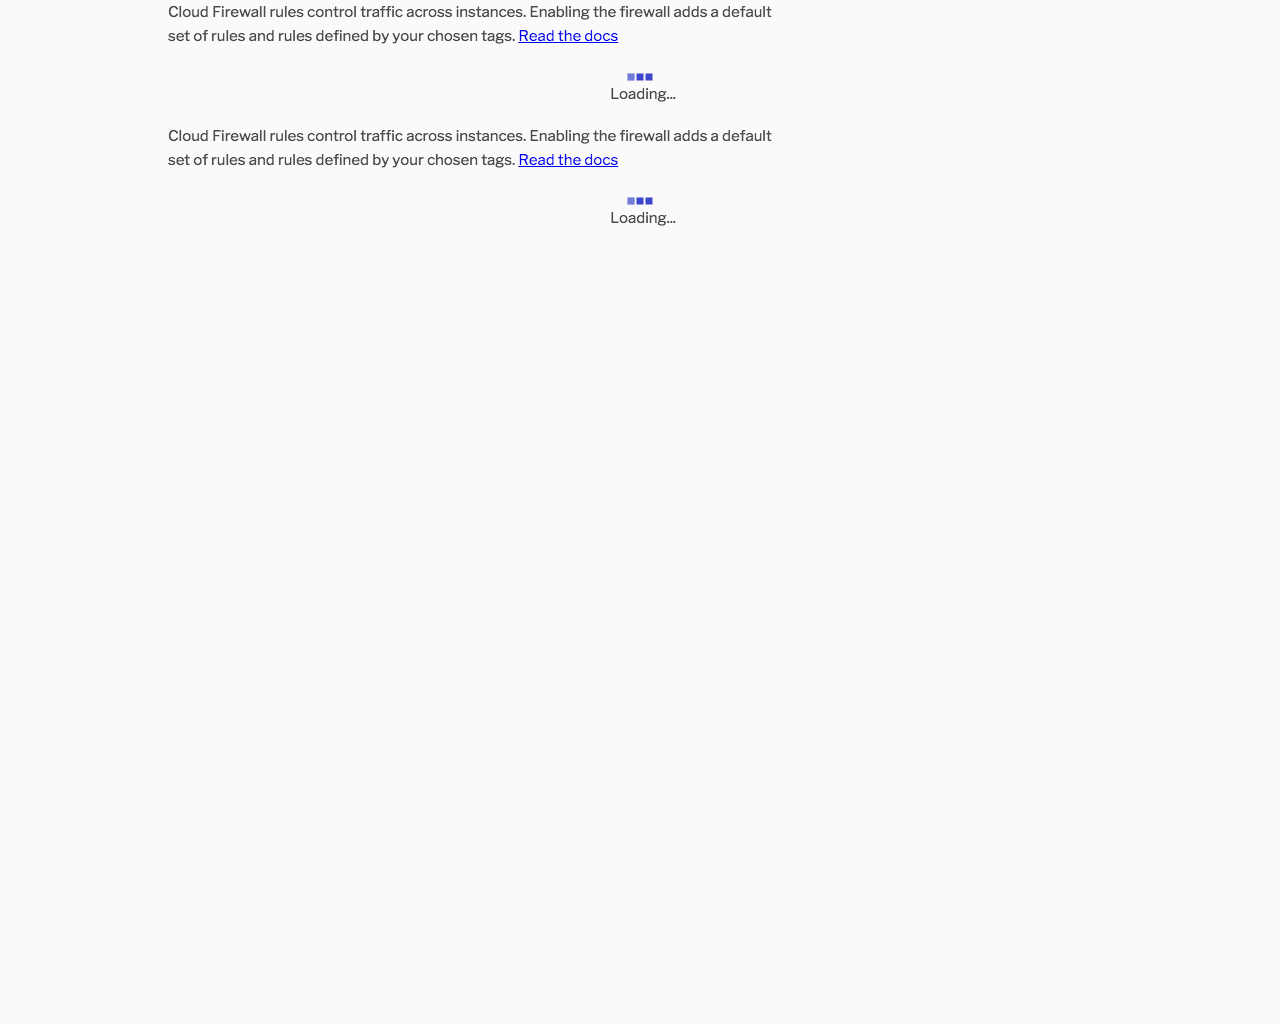 Cloud Firewall rules control traffic across instances. Enabling the firewall adds a default
set of rules and rules defined by your chosen tags. Read the docs
Loading...
Cloud Firewall rules control traffic across instances. Enabling the firewall adds a default
set of rules and rules defined by your chosen tags. Read the docs
Loading...